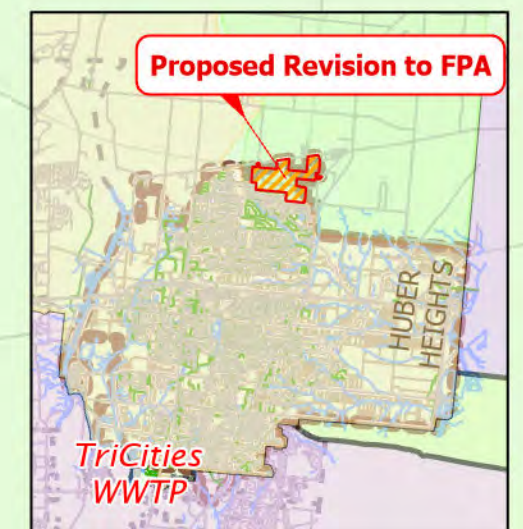 Proposed Revision to FPA
HUBER
HEIGHTS
TriCities
WWTP